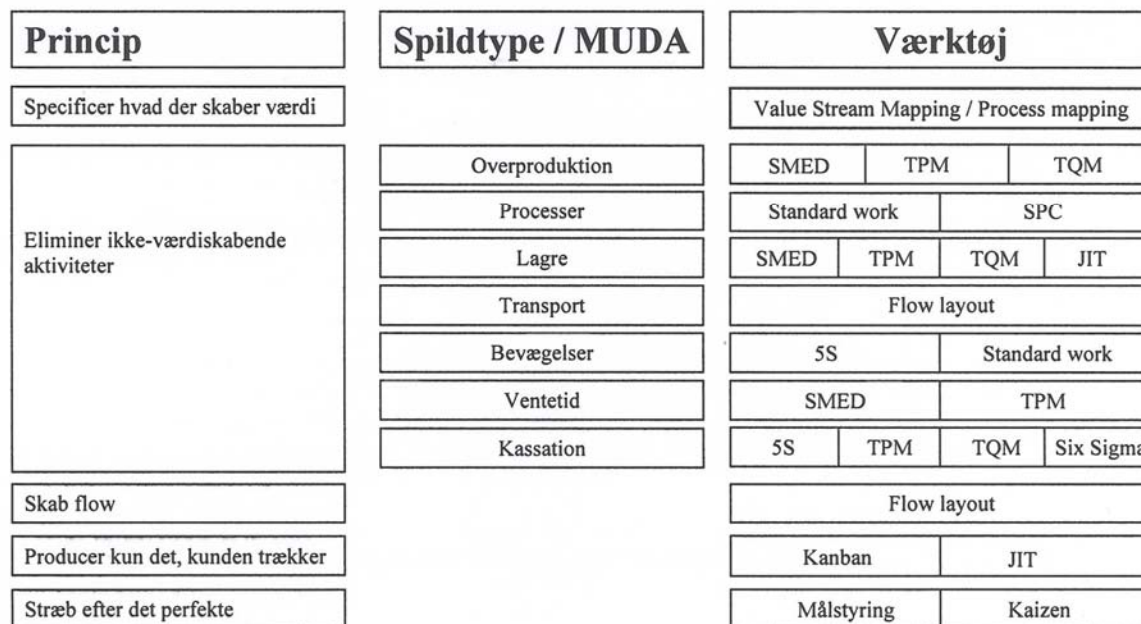 Princip
Spildtype / MUDA
Værktøj
Specificer hvad der skaber værdi
Value Stream Mapping / Process mapping
Eliminer ikke-værdiskabende
aktiviteter
Overproduktion
SMED TPM TQM
Processer
Standard work SPC
Lagre
SMED TPM TQM JIT
Transport
Flow layout
Bevægelser
5S Standard work
Ventetid
SMED TPM
Kassation
5S TPM TQM Six Sigma
Skab flow
Flow layout
Producer kun det, kunden trækker
Kanban JIT
Stræb efter det perfekte
Målstyring Kaizen